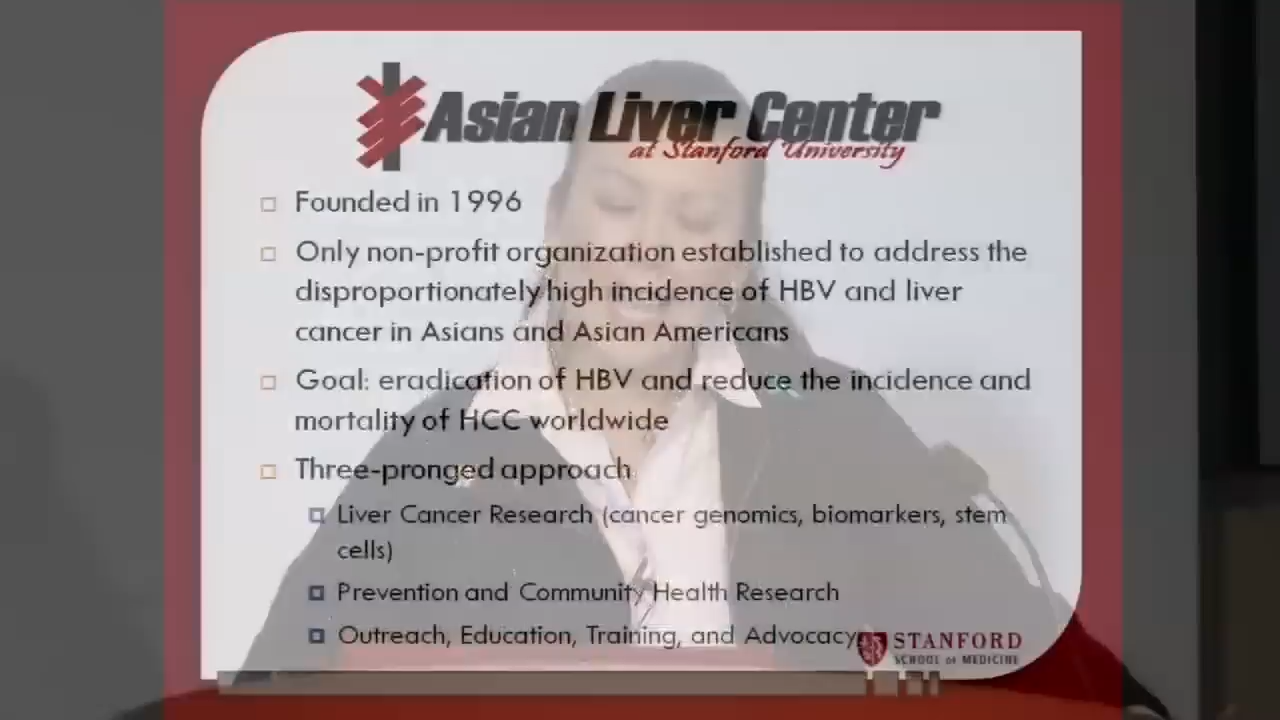 Asian Liver Center
at Stanford University
Founded in 1996
Only non-profit organization established to address the
disproportionately high incidence of HBV and liver
cancer in Asians and Asian Americans
Goal: eradication of HBV and reduce the incidence and
mortality of HCC worldwide
Three-pronged approach
Liver Cancer Research (cancer genomics, biomarkers, stem
cells)
Prevention and Community Health Research
Outreach, Education, Training, and Advocacy
STANFORD
SCHOOL of MEDICINE